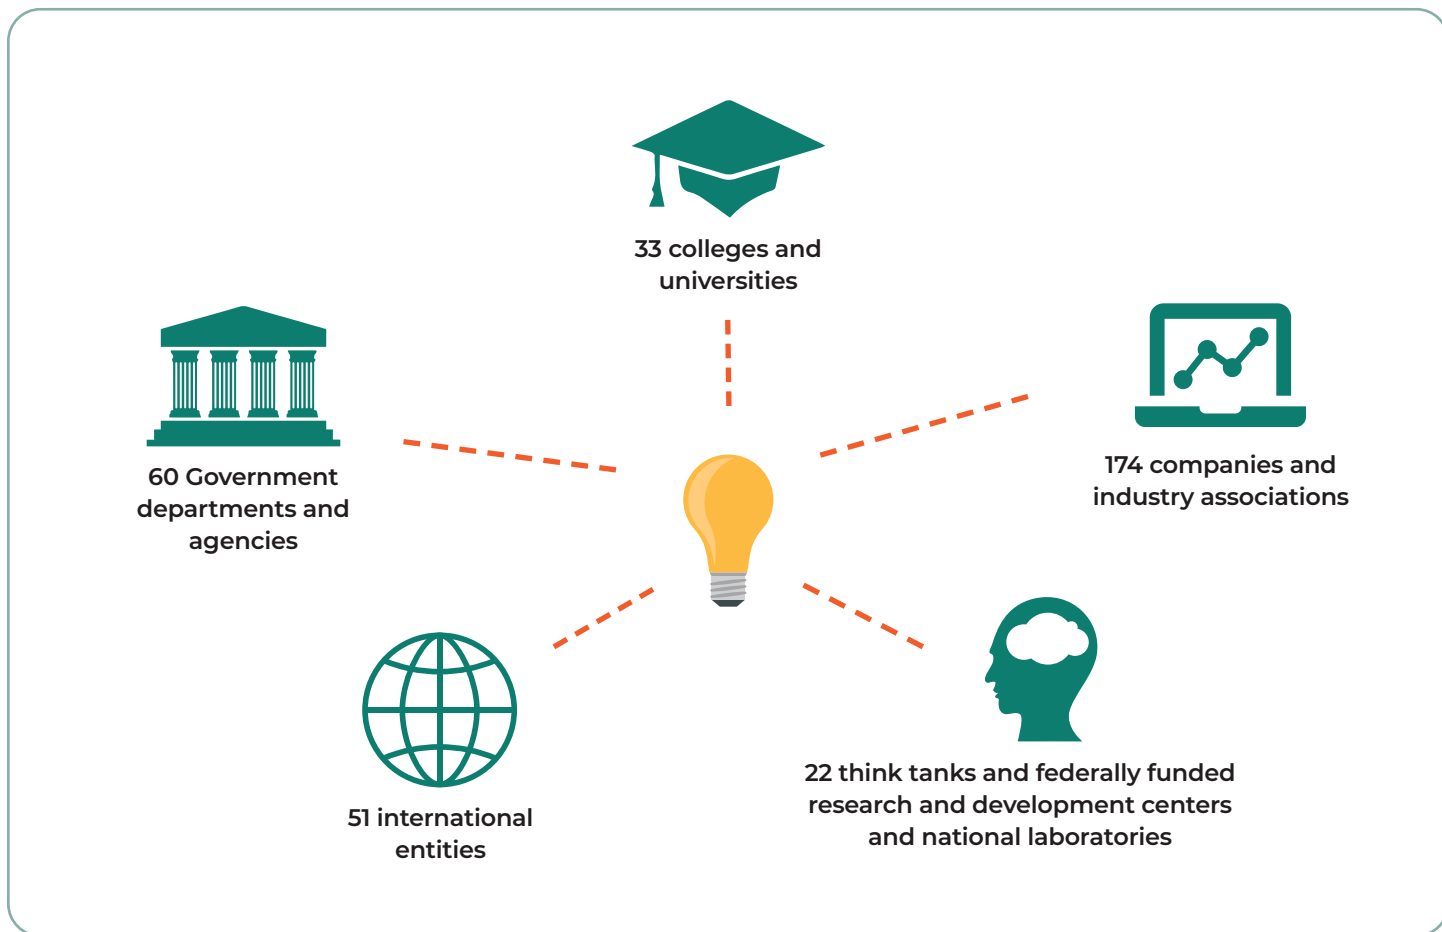 33 colleges and
universities
60 Government
departments and
agencies
174 companies and
industry associations
51 international
entities
22 think tanks and federally funded
research and development centers
and national laboratories